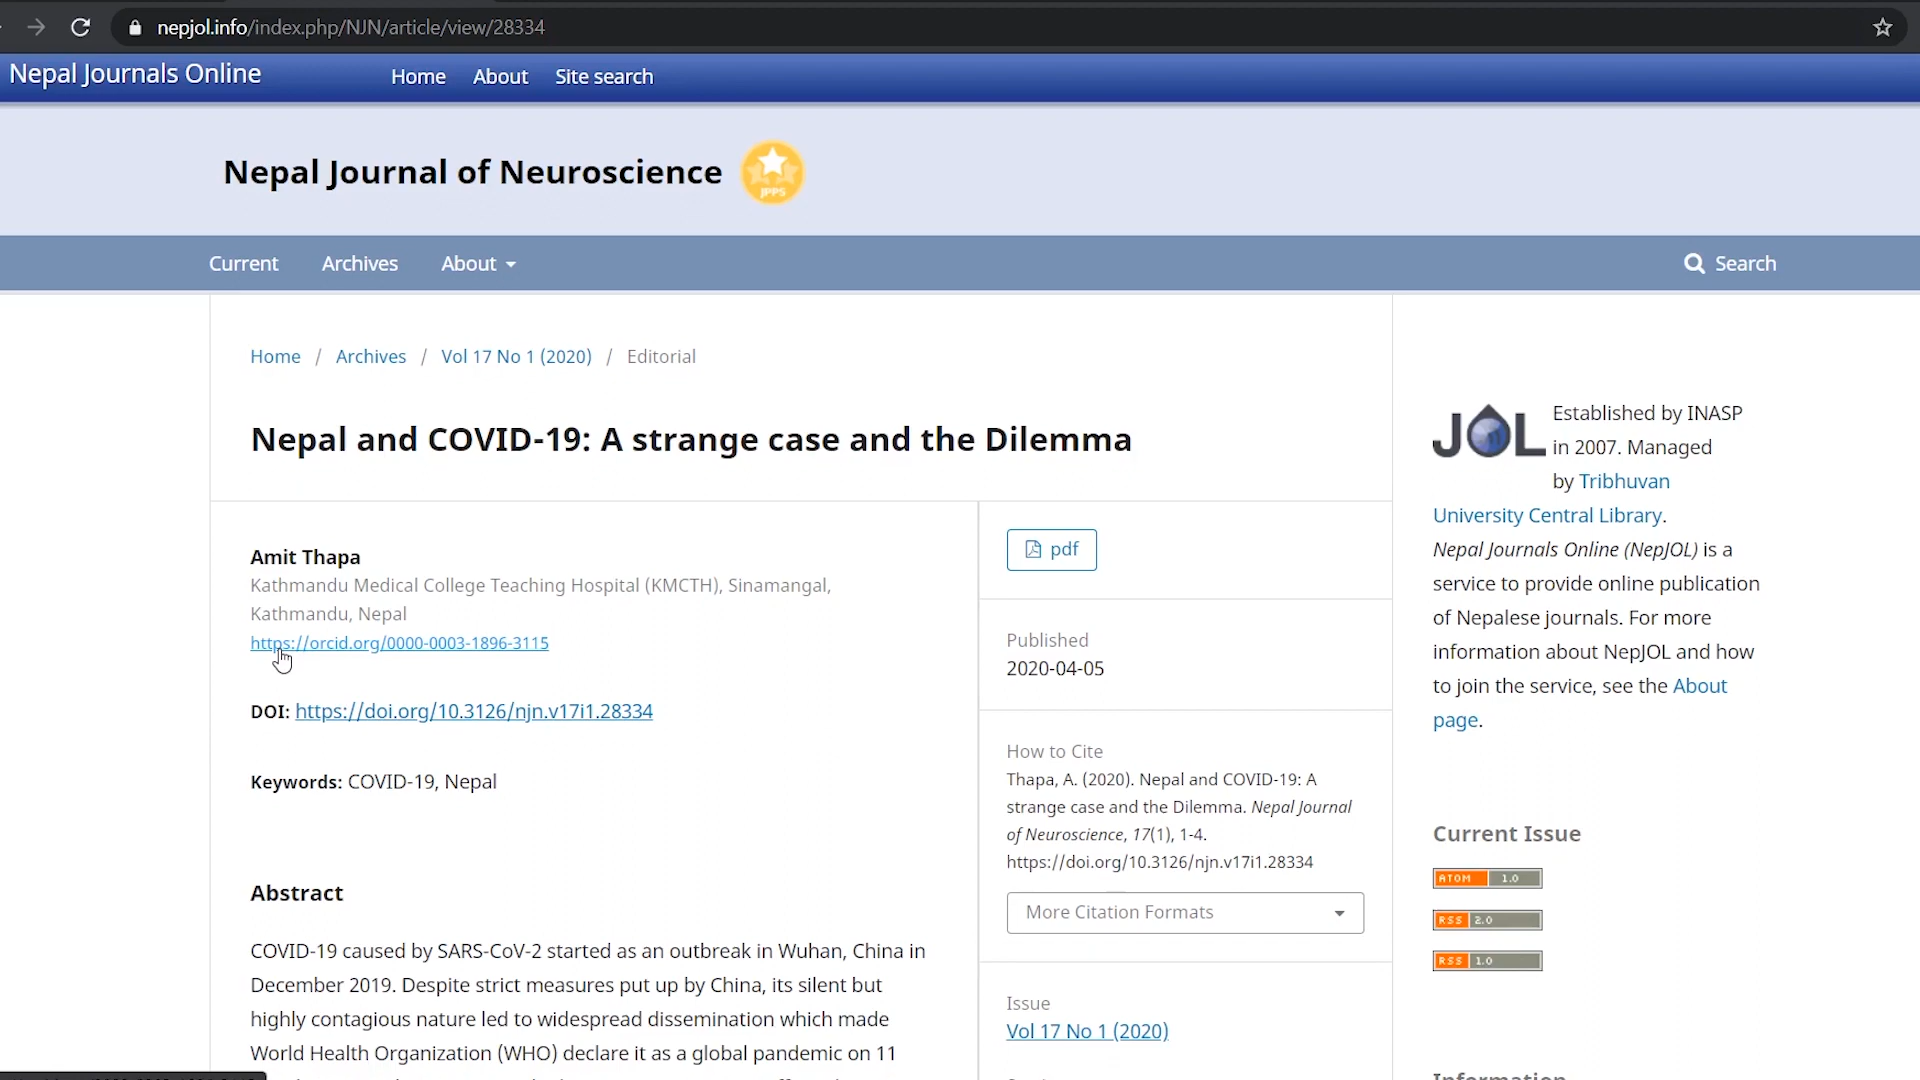 nepjol.info/index.php/NJN/article/view/28334
Nepal Journals Online
Home About Site search
Nepal Journal of Neuroscience
JPPS
Current Archives About
Search
Home / Archives / Vol 17 No 1 (2020) / Editorial
Nepal and COVID-19: A strange case and the Dilemma
Amit Thapa
Kathmandu Medical College Teaching Hospital (KMCTH), Sinamangal,
Kathmandu, Nepal
https://orcid.org/0000-0003-1896-3115
DOI: https://doi.org/10.3126/njn.v17i1.28334
Keywords: COVID-19, Nepal
Abstract
COVID-19 caused by SARS-CoV-2 started as an outbreak in Wuhan, China in
December 2019. Despite strict measures put up by China, its silent but
highly contagious nature led to widespread dissemination which made
World Health Organization (WHO) declare it as a global pandemic on 11
pdf
Published
2020-04-05
How to Cite
Thapa, A. (2020). Nepal and COVID-19: A
strange case and the Dilemma. Nepal Journal
of Neuroscience, 17(1), 1-4.
https://doi.org/10.3126/njn.v17i1.28334
More Citation Formats
Issue
Vol 17 No 1 (2020)
JOL
Established by INASP
in 2007. Managed
by Tribhuvan
University Central Library.
Nepal Journals Online (NepJOL) is a
service to provide online publication
of Nepalese journals. For more
information about NepJOL and how
to join the service, see the About
page.
Current Issue
ATOM 1.0
RSS 2.0
RSS 1.0
Information